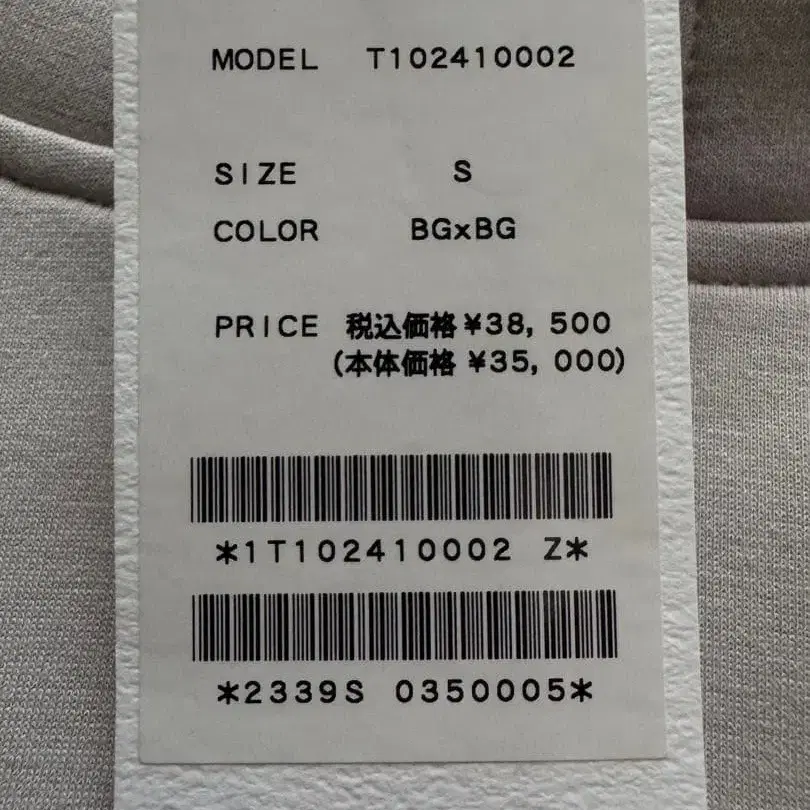 MODEL T102410002
SIZE S
COLOR BGxBG
PRICE 税込価格¥38,500
(本体価格 ¥35,000)
*1T102410002 Z*
*2339S 0350005*